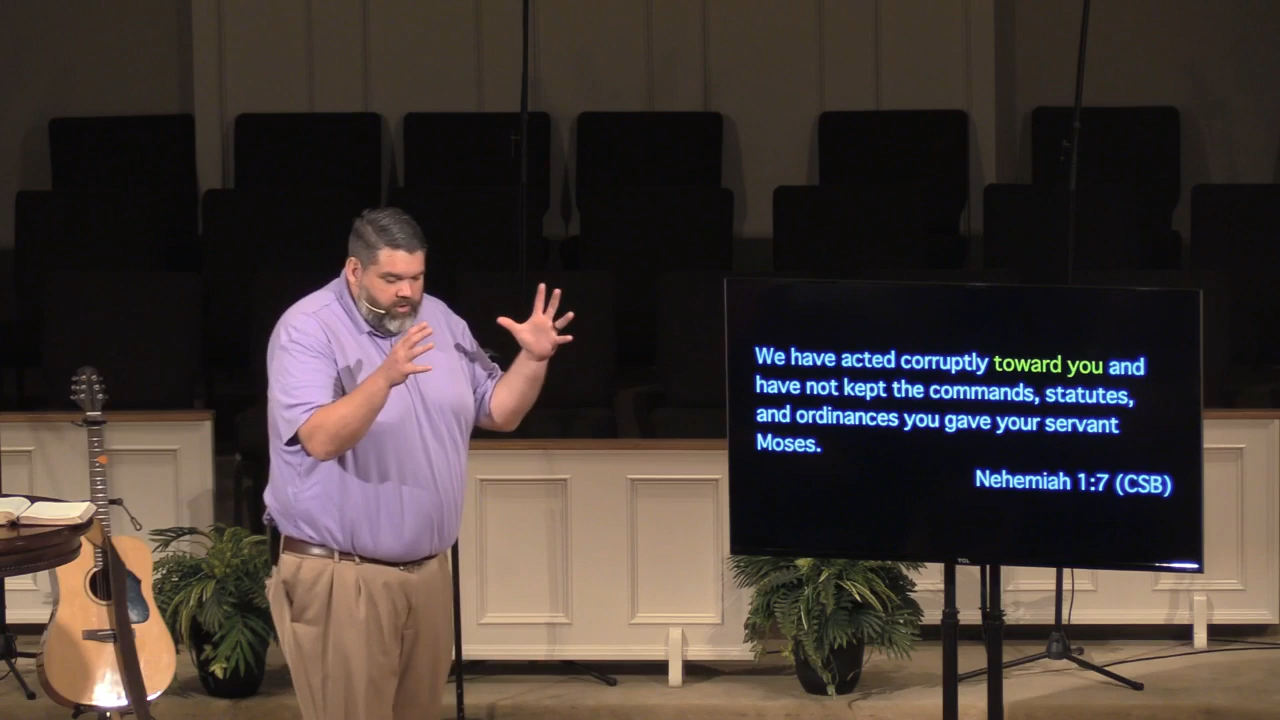 We have acted corruptly toward you and
have not kept the commands, statutes,
and ordinances you gave your servant
Moses.
Nehemiah 1:7 (CSB)
TCL